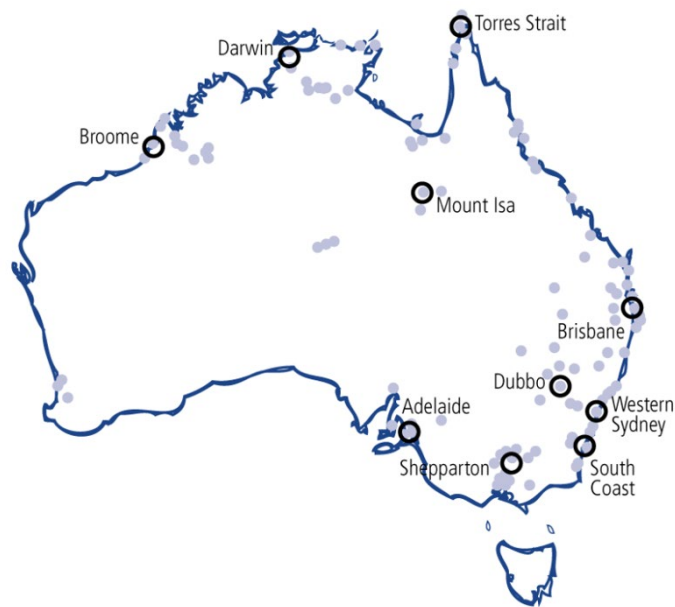 Torres Strait
Darwin
Broome
Mount Isa
Brisbane
Dubbo
Western
Sydney
Adelaide
Shepparton
South
Coast